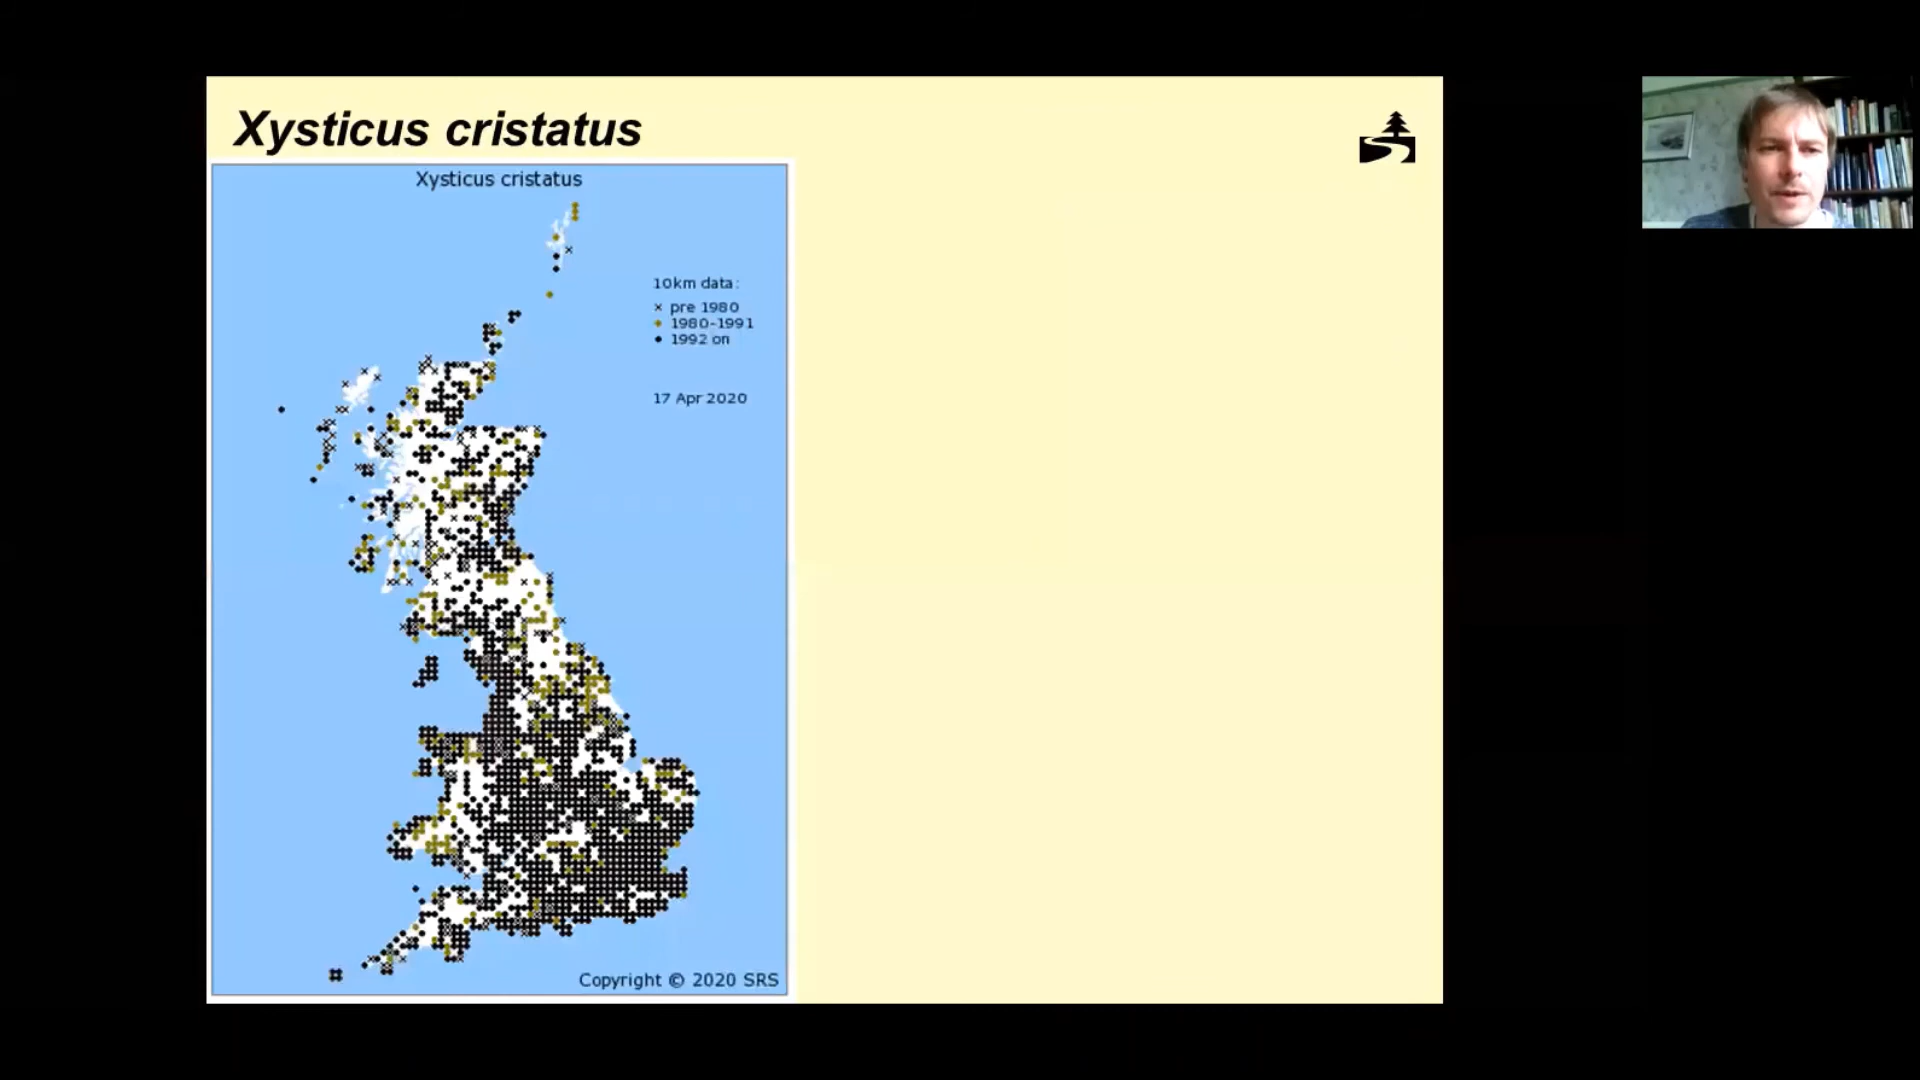 Xysticus cristatus
Xysticus cristatus
10km data:
× pre 1980
1980-1991
1992 on
17 Apr 2020
Copyright © 2020 SRS